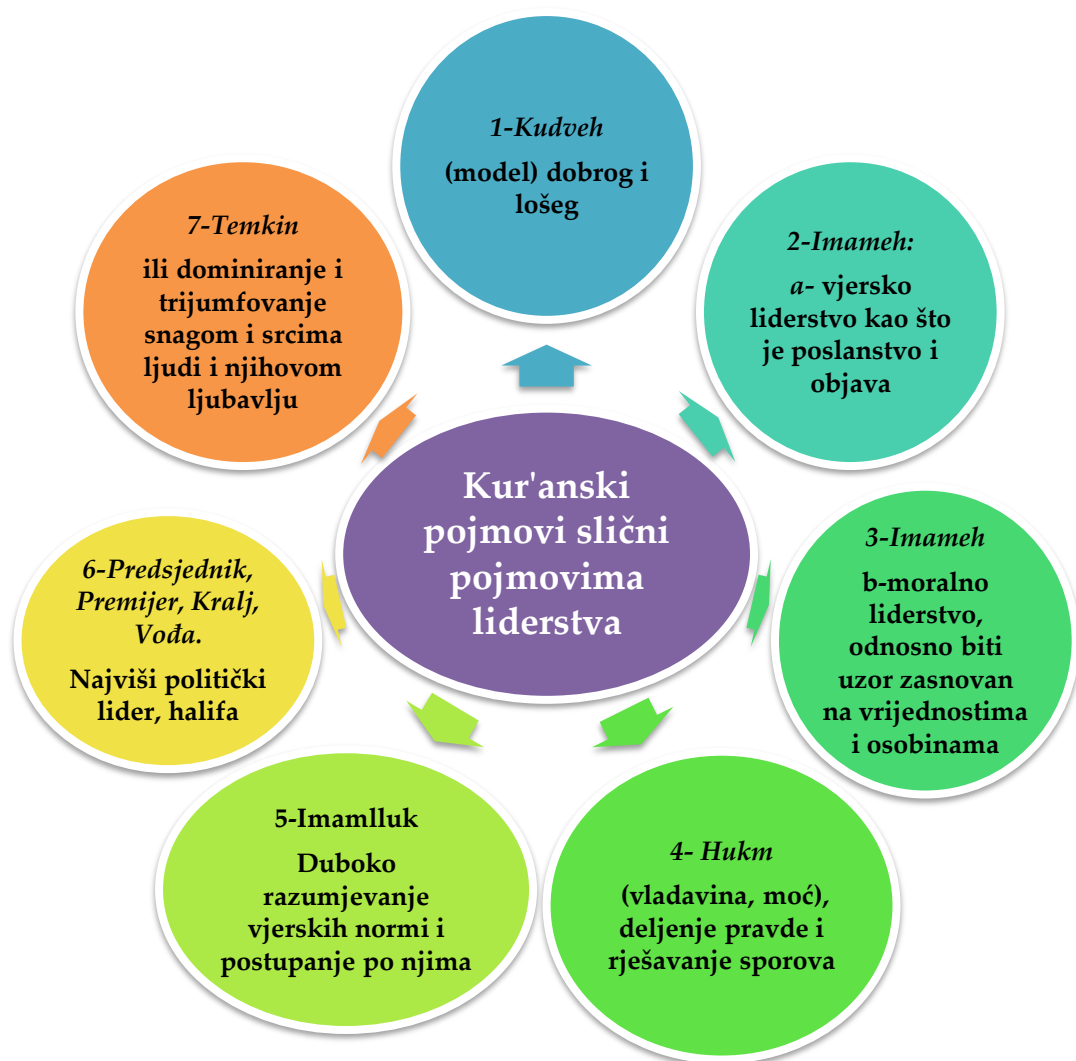 1-Kudveh
(model) dobrog i
lošeg
2-Imameh:
a- vjersko
liderstvo kao što
je poslanstvo i
objava
3-Imameh
b-moralno
liderstvo,
odnosno biti
uzor zasnovan
na vrijednostima
i osobinama
4- Hukm
(vladavina, moć),
deljenje pravde i
rješavanje sporova
5-Imamlluk
Duboko
razumjevanje
vjerskih normi i
postupanje po njima
6-Predsjednik,
Premijer, Kralj,
Vođa.
Najviši politički
lider, halifa
7-Temkin
ili dominiranje i
trijumfovanje
snagom i srcima
ljudi i njihovom
ljubavlju
Kur'anski
pojmovi slični
pojmovima
liderstva